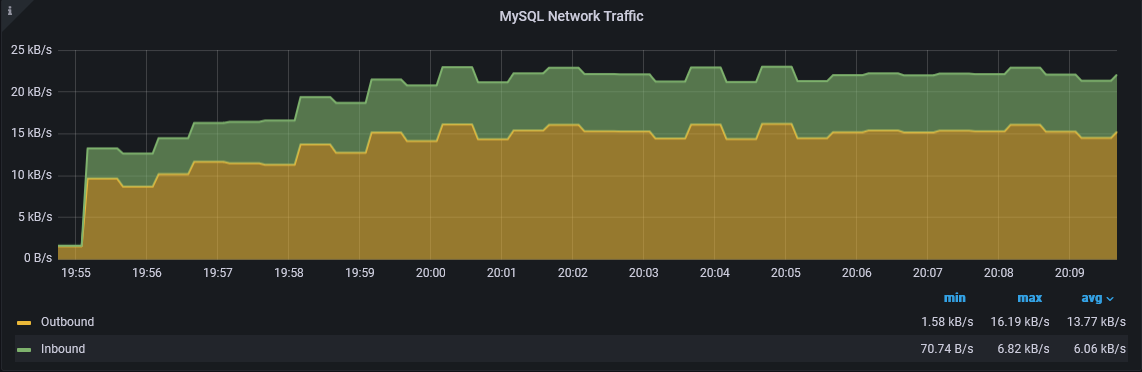 i
MySQL Network Traffic
25 kB/s
20 kB/s
15 kB/s
10 kB/s
5 kB/s
0 B/s
19:55 19:56 19:57 19:58 19:59 20:00 20:01 20:02 20:03 20:04 20:05 20:06 20:07 20:08 20:09
min max avg
Outbound 1.58 kB/s 16.19 kB/s 13.77 kB/s
Inbound 70.74 B/s 6.82 kB/s 6.06 kB/s